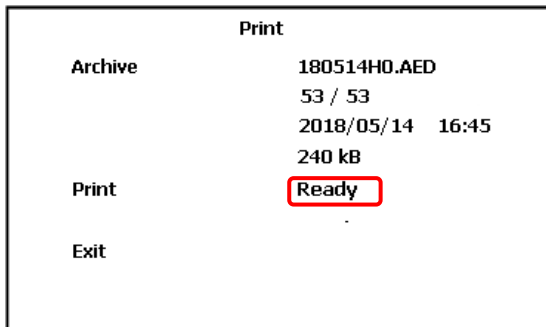 Print
Archive 180514H0.AED
53 / 53
2018/05/14 16:45
240 kB
Print Ready
Exit